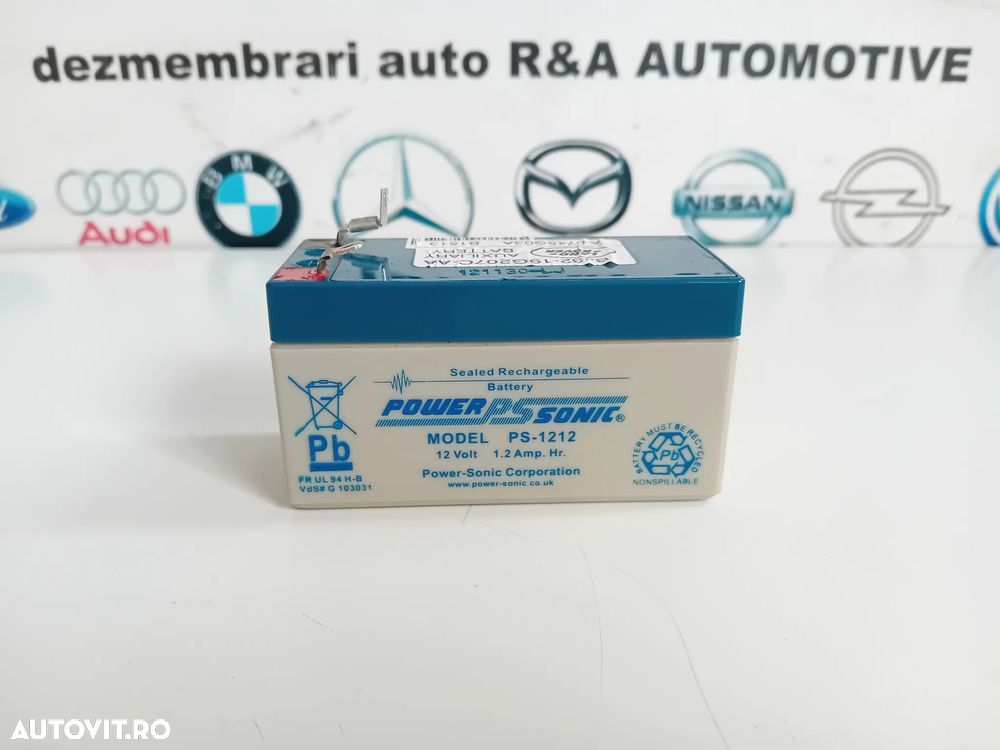 dezmembrari auto R&A AUTOMOTIVE
Audi
BMW
NISSAN
AUXILIARY
BATTERY
Sealed Rechargeable
Battery
POWER PS SONIC®
MODEL PS-1212
12 Volt 1.2 Amp. Hr.
Power-Sonic Corporation
www.power-sonic.co.uk
Pb
FR UL 94 H-B
VdS# G 103031
BATTERY MUST BE RECYCLED
Pb
NONSPILLABLE
AUTOVIT.RO